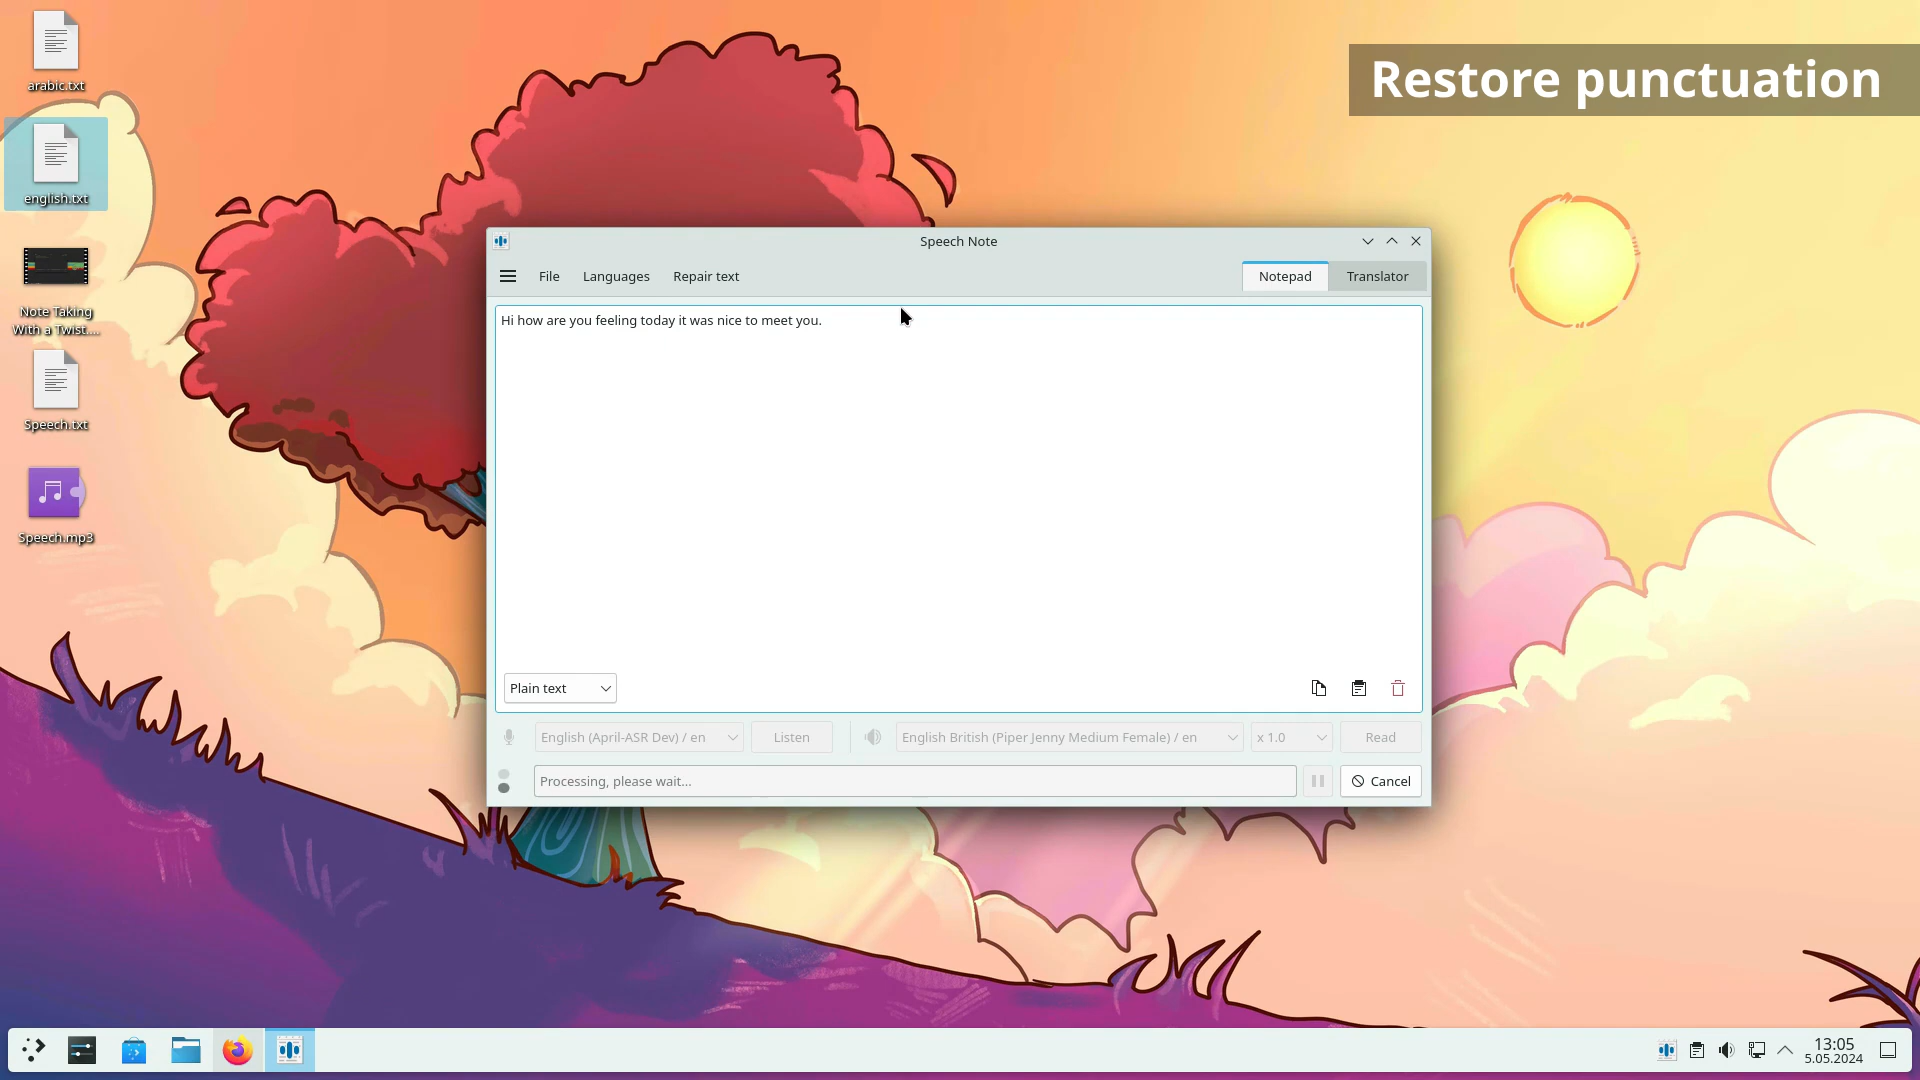 arabic.txt
Restore punctuation
english.txt
Note Taking
With a Twist....
Speech.txt
Speech.mp3
Speech Note
File
Languages
Repair text
Notepad
Translator
Hi how are you feeling today it was nice to meet you.
Plain text
English (April-ASR Dev) / en
Listen
English British (Piper Jenny Medium Female) / en
x 1.0
Read
Processing, please wait...
Cancel
13:05
5.05.2024